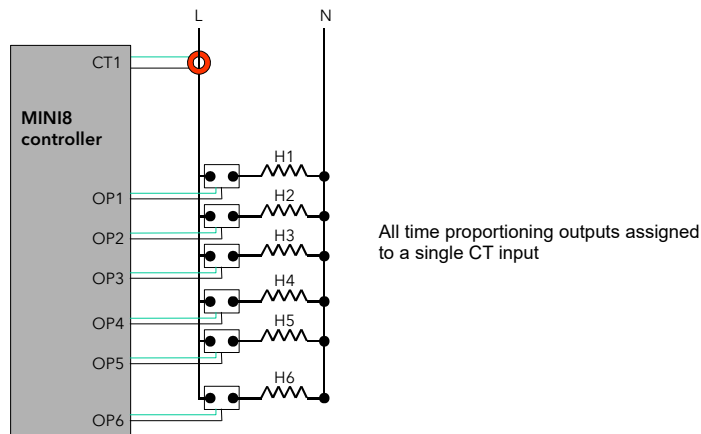 L N
CT1
MINI8
controller
H1
OP1
H2
OP2
H3
OP3
H4
OP4
H5
OP5
H6
OP6
All time proportioning outputs assigned
to a single CT input